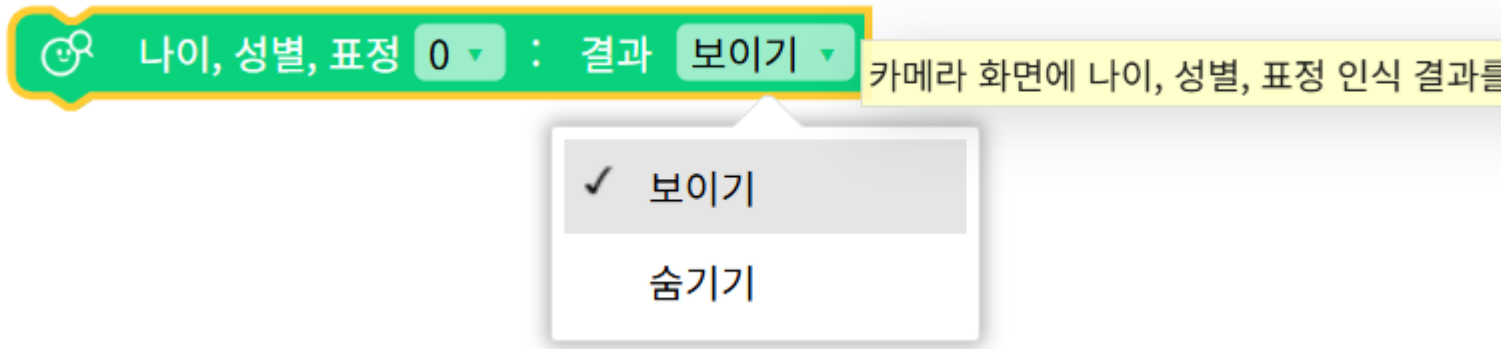 나이, 성별, 표정 0 : 결과 보이기
카메라 화면에 나이, 성별, 표정 인식 결과를
✓ 보이기
숨기기